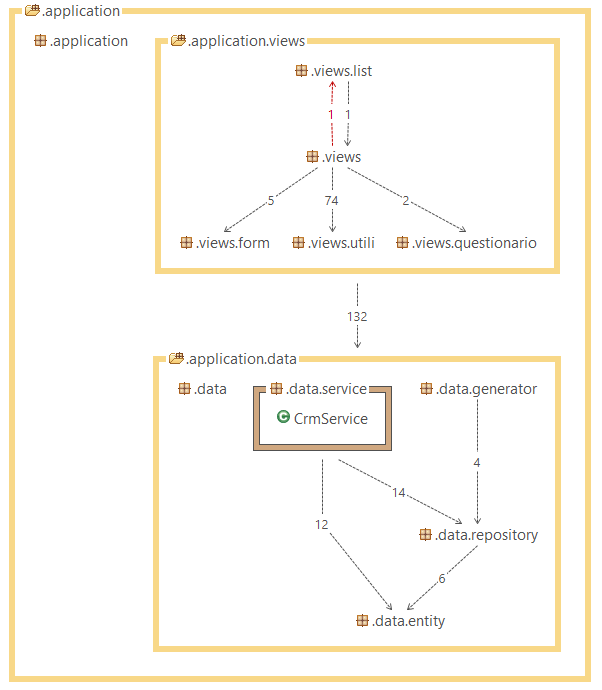 .application
.application
.application.views
.views.list
1
1
.views
5
74
2
.views.form
.views.utili
.views.questionario
132
.application.data
.data
.data.service
.data.generator
CrmService
4
14
12
.data.repository
6
.data.entity